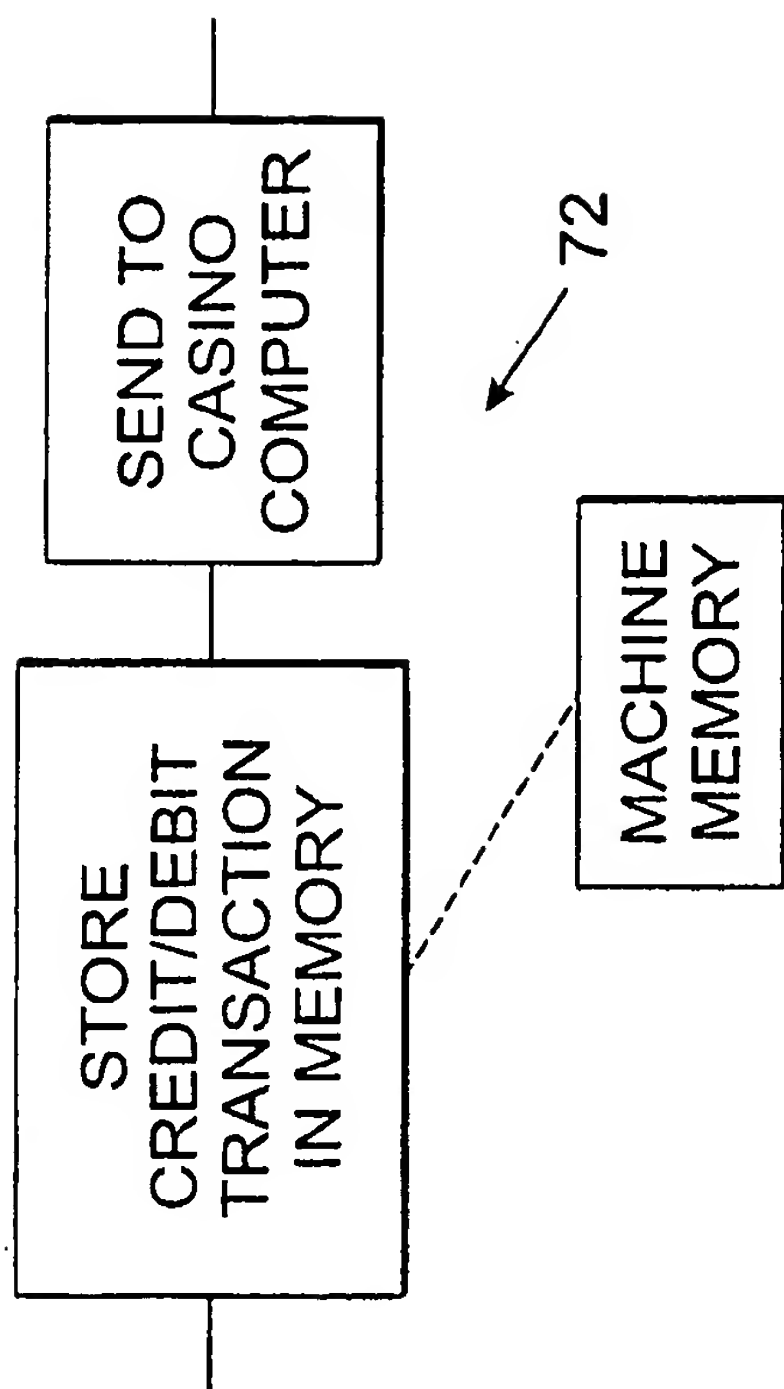 STORE
CREDIT/DEBIT
TRANSACTION
IN MEMORY
SEND TO
CASINO
COMPUTER
MACHINE
MEMORY
72